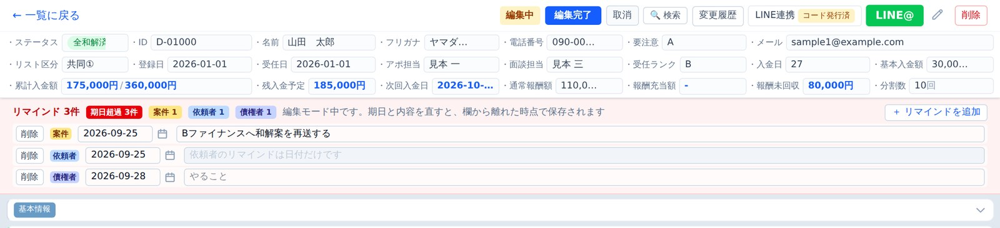 ← 一覧に戻る 編集中 編集完了 取消 🔍 検索 変更履歴 LINE連携 コード発行済 LINE@ 削除
・ステータス 全和解済 ・ID D-01000 ・名前 山田　太郎 ・フリガナ ヤマダ… ・電話番号 090-00… ・要注意 A ・メール sample1@example.com
・リスト区分 共同① ・登録日 2026-01-01 ・受任日 2026-01-01 ・アポ担当 見本 一 ・面談担当 見本 三 ・受任ランク B ・入金日 27 ・基本入金額 30,00…
・累計入金額 175,000円/360,000円 ・残入金予定 185,000円 ・次回入金日 2026-10-… ・通常報酬額 110,0… ・報酬充当額 - ・報酬未回収 80,000円 ・分割数 10回
リマインド 3件 期日超過 3件 案件 1 依頼者 1 債権者 1 編集モード中です。期日と内容を直すと、欄から離れた時点で保存されます ＋ リマインドを追加
削除 案件 2026-09-25 Bファイナンスへ和解案を再送する
削除 依頼者 2026-09-25 依頼者のリマインドは日付だけです
削除 債権者 2026-09-28 やること
基本情報